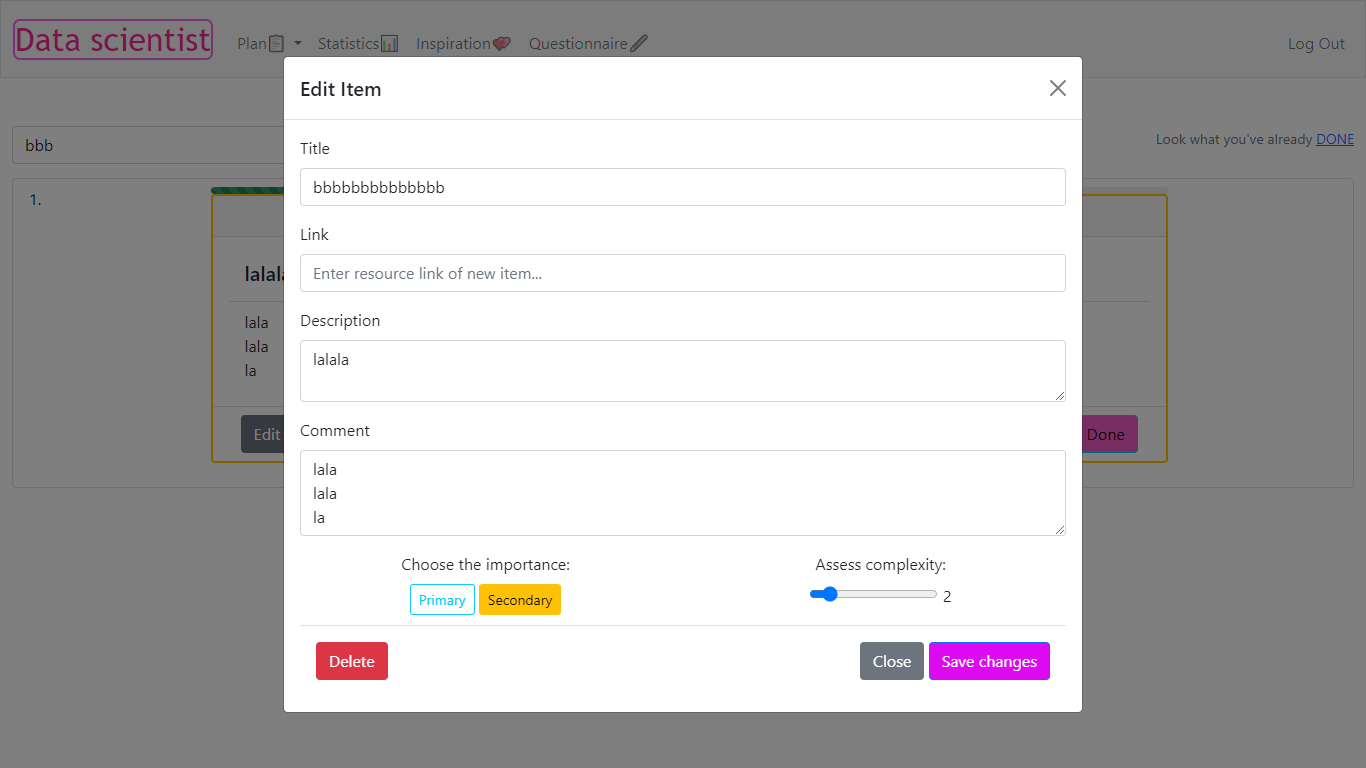 Data scientist Plan📋 Statistics📊 Inspiration💞 Questionnaire🖊 Log Out
Edit Item
bbb
Look what you've already DONE
1.
lalala
lala
lala
la
Edit
Done
Title
bbbbbbbbbbbbbb
Link
Enter resource link of new item...
Description
lalala
Comment
lala
lala
la
Choose the importance:
Primary Secondary
Assess complexity:
2
Delete
Close Save changes